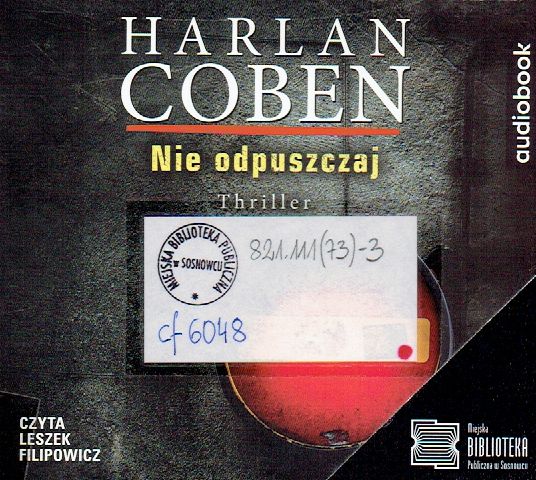 HARLAN
COBEN
Nie odpuszczaj
Thriller
audiobook
MIEJSKA BIBLIOTEKA PUBLICZNA
w SOSNOWCU
*
821.111(73)-3
cf 6048
CZYTA
LESZEK
FILIPOWICZ
Miejska
BIBLIOTEKA
Publiczna w Sosnowcu